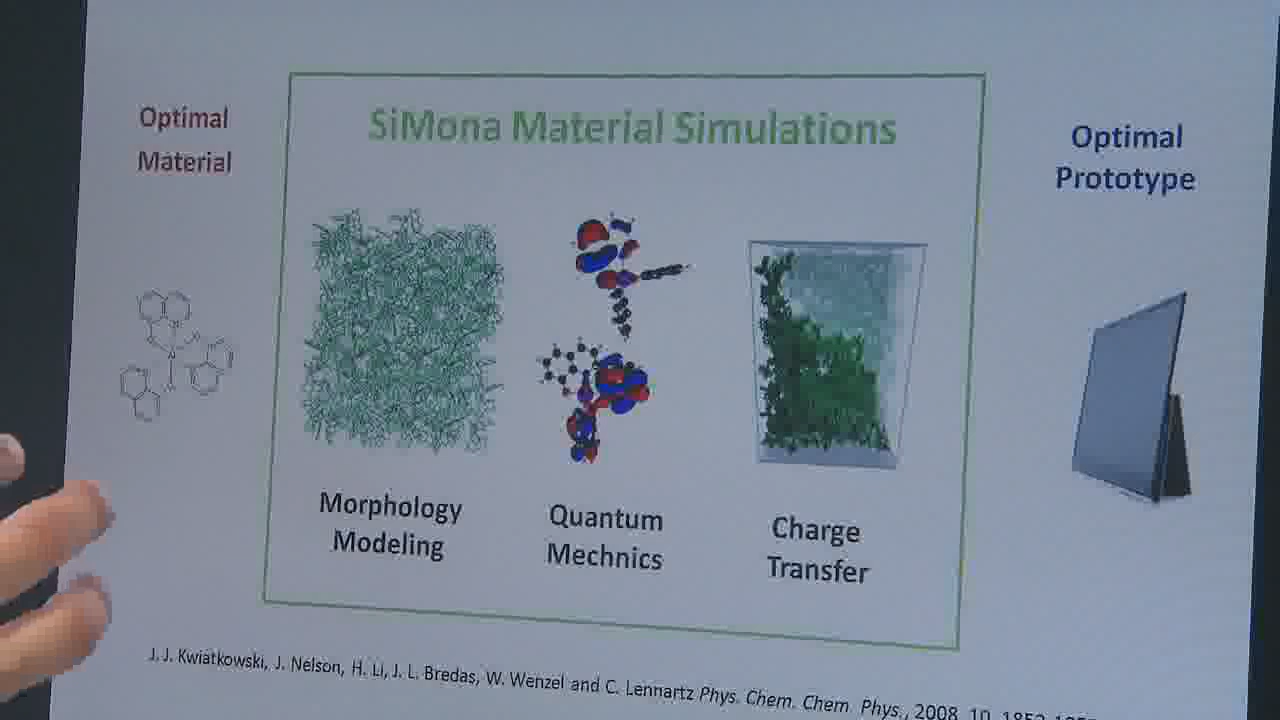 Optimal
Material
SiMona Material Simulations
Optimal
Prototype
Morphology
Modeling
Quantum
Mechnics
Charge
Transfer
J. J. Kwiatkowski, J. Nelson, H. Li, J. L. Bredas, W. Wenzel and C. Lennartz Phys. Chem. Chem. Phys., 2008, 10,